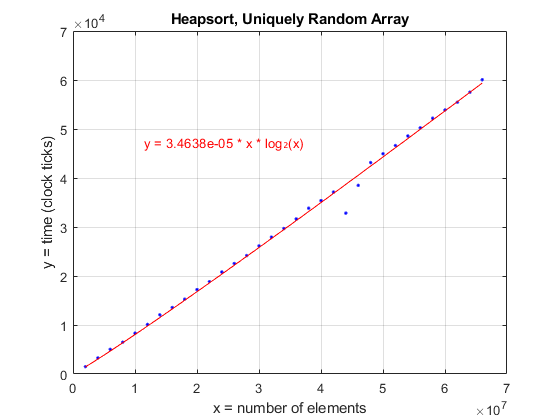 Heapsort, Uniquely Random Array
×10⁴
7
6
5
4
3
2
1
0
y = time (clock ticks)
y = 3.4638e-05 * x * log₂(x)
0 1 2 3 4 5 6 7
×10⁷
x = number of elements